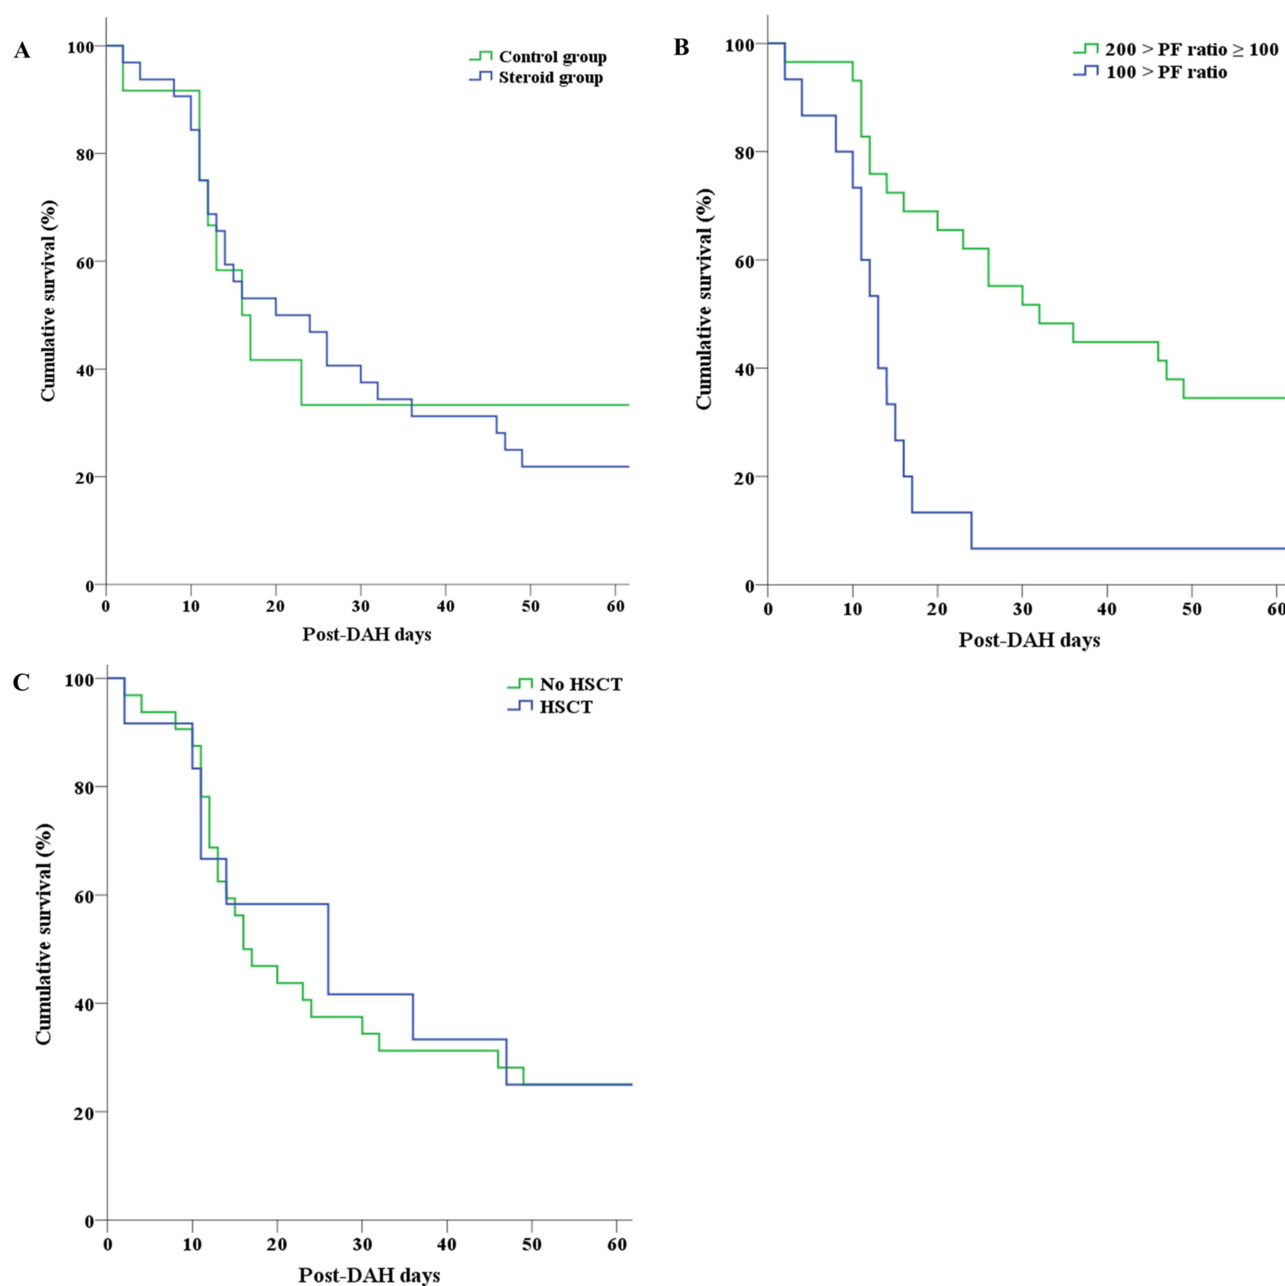 A
Control group
Steroid group
100
80
60
40
20
0
Cumulative survival (%)
0 10 20 30 40 50 60
Post-DAH days
B
200 > PF ratio ≥ 100
100 > PF ratio
100
80
60
40
20
0
Cumulative survival (%)
0 10 20 30 40 50 60
Post-DAH days
C
No HSCT
HSCT
100
80
60
40
20
0
Cumulative survival (%)
0 10 20 30 40 50 60
Post-DAH days